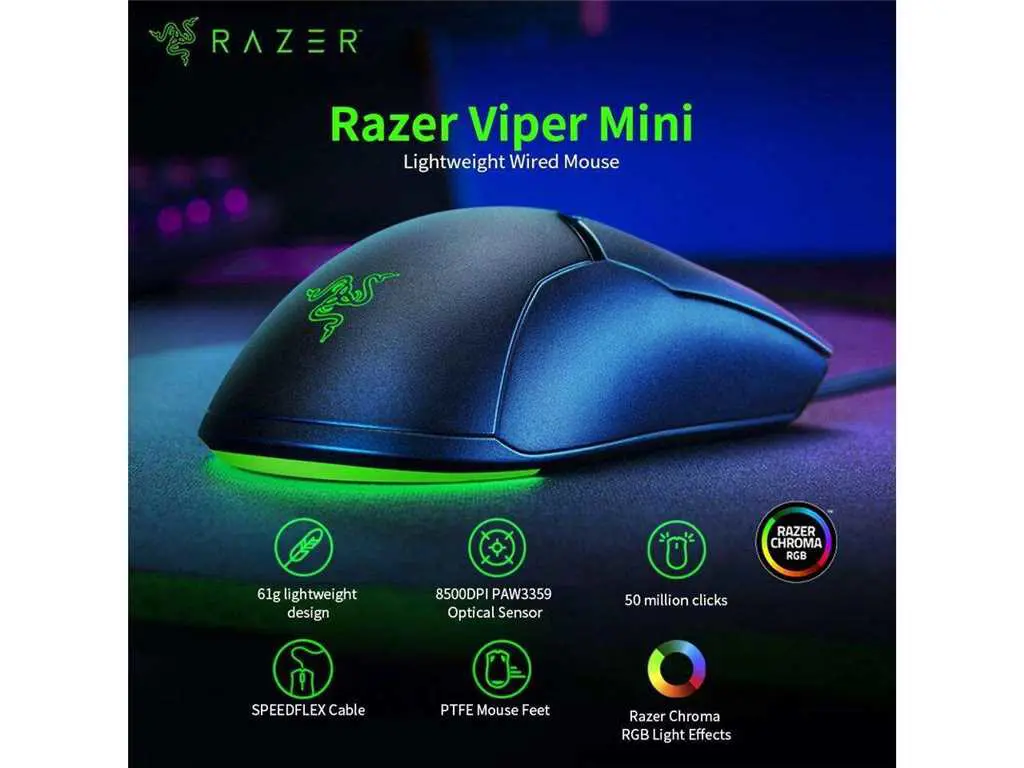 RAZER
Razer Viper Mini
Lightweight Wired Mouse
RAZER
CHROMA
RGB
61g lightweight
design
8500DPI PAW3359
Optical Sensor
50 million clicks
SPEEDFLEX Cable
PTFE Mouse Feet
Razer Chroma
RGB Light Effects